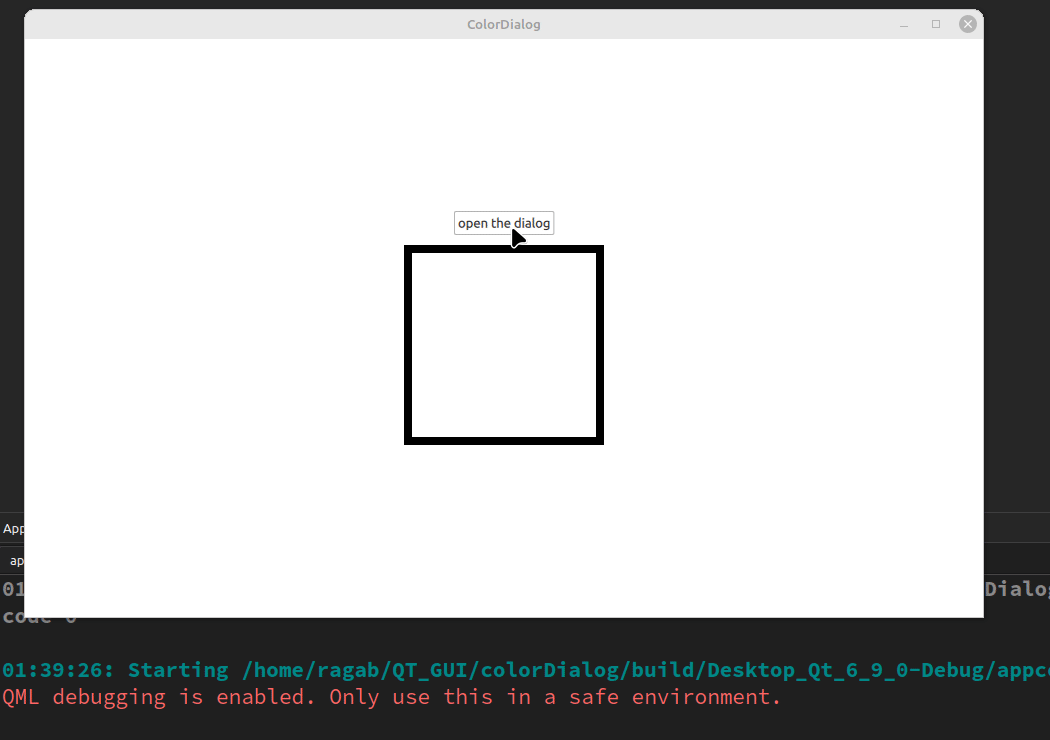 ColorDialog
open the dialog
App
ap
01 Dialog
code 0
01:39:26: Starting /home/ragab/QT_GUI/colorDialog/build/Desktop_Qt_6_9_0-Debug/appc
QML debugging is enabled. Only use this in a safe environment.